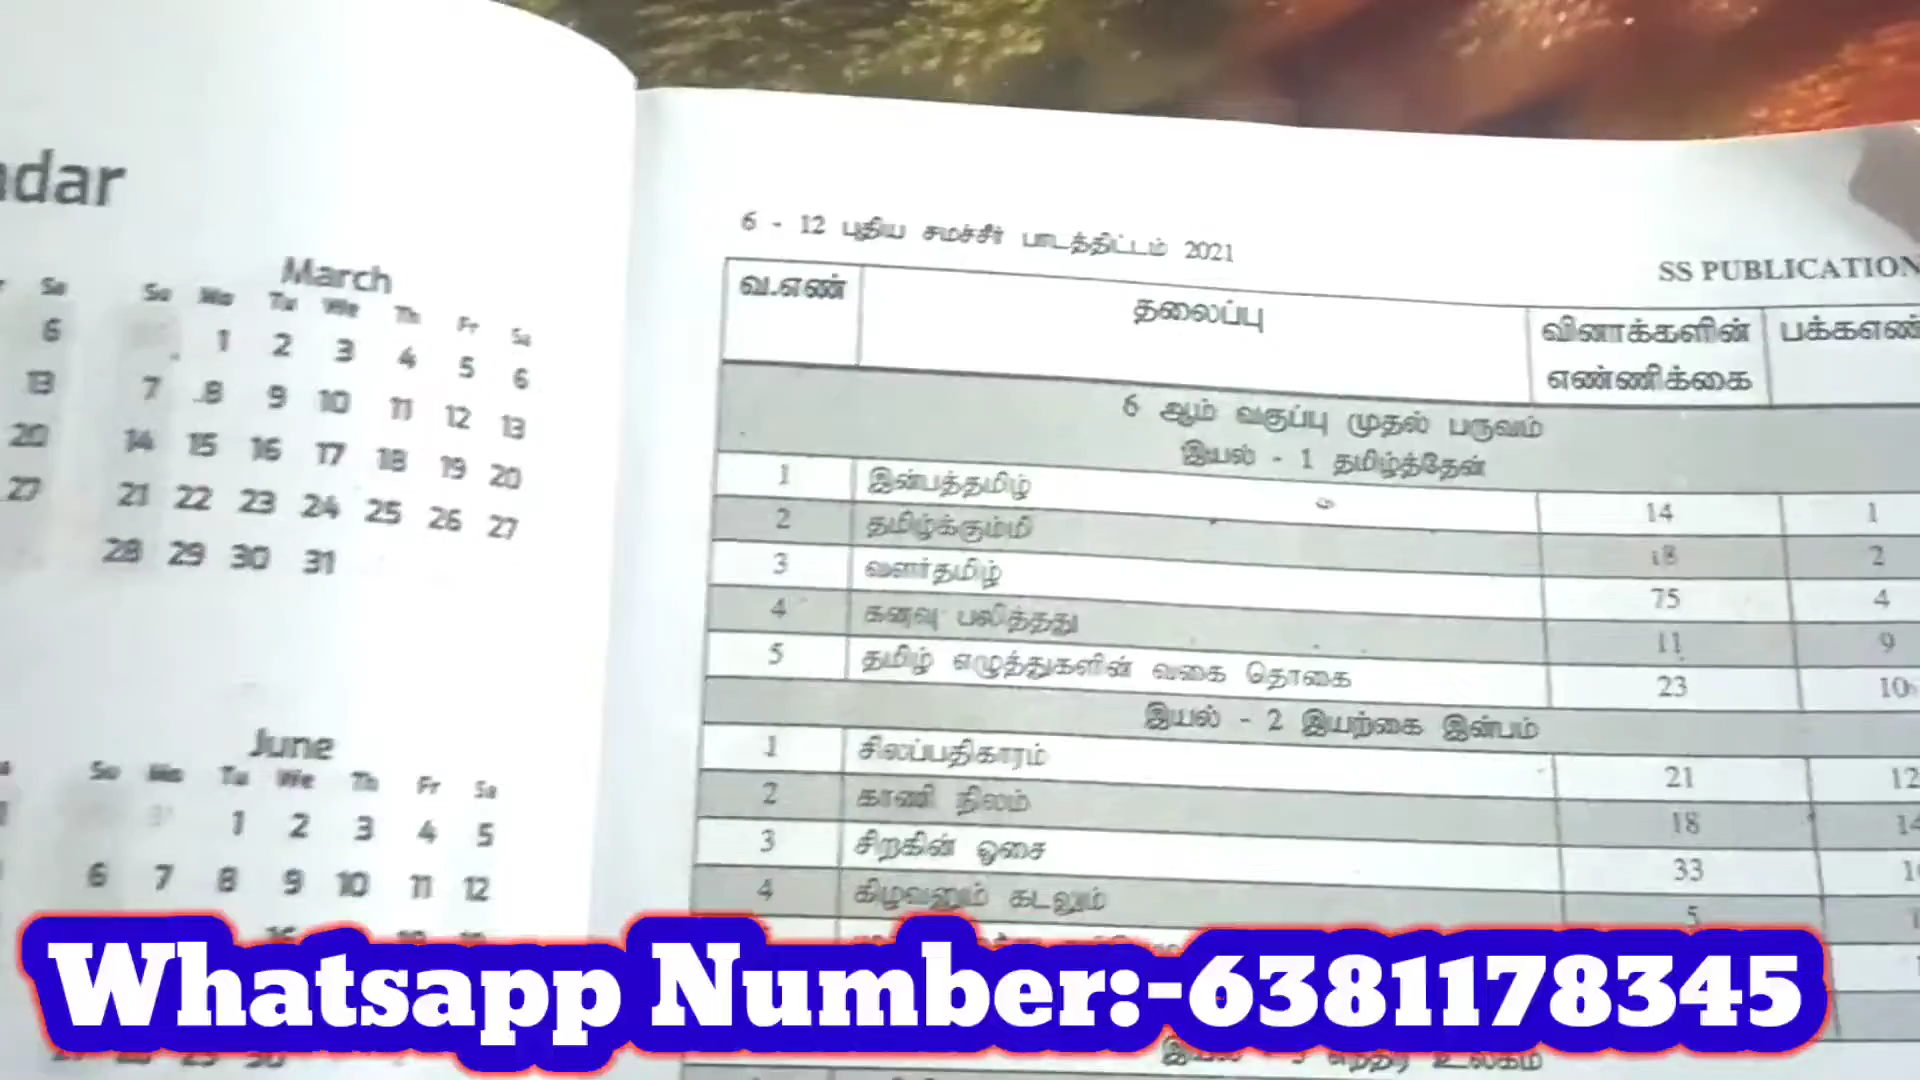 ndar
March
Sa
Su Mo Tu We Th Fr Sa
6
1 2 3 4 5 6
13
7 8 9 10 11 12 13
20
14 15 16 17 18 19 20
27
21 22 23 24 25 26 27
28 29 30 31
June
Su Mo Tu We Th Fr Sa
1 2 3 4 5
6 7 8 9 10 11 12
6 - 12 புதிய சமச்சீர் பாடத்திட்டம் 2021
SS PUBLICATION
வ.எண் தலைப்பு வினாக்களின் எண்ணிக்கை பக்கஎண்
6 ஆம் வகுப்பு முதல் பருவம்
இயல் - 1 தமிழ்த்தேன்
1 இன்பத்தமிழ் 14 1
2 தமிழ்க்கும்மி 18 2
3 வளர்தமிழ் 75 4
4 கனவு பலித்தது 11 9
5 தமிழ் எழுத்துகளின் வகை தொகை 23 10
இயல் - 2 இயற்கை இன்பம்
1 சிலப்பதிகாரம் 21 12
2 காணி நிலம் 18 14
3 சிறகின் ஓசை 33
4 கிழவனும் கடலும் 5
Whatsapp Number:-6381178345